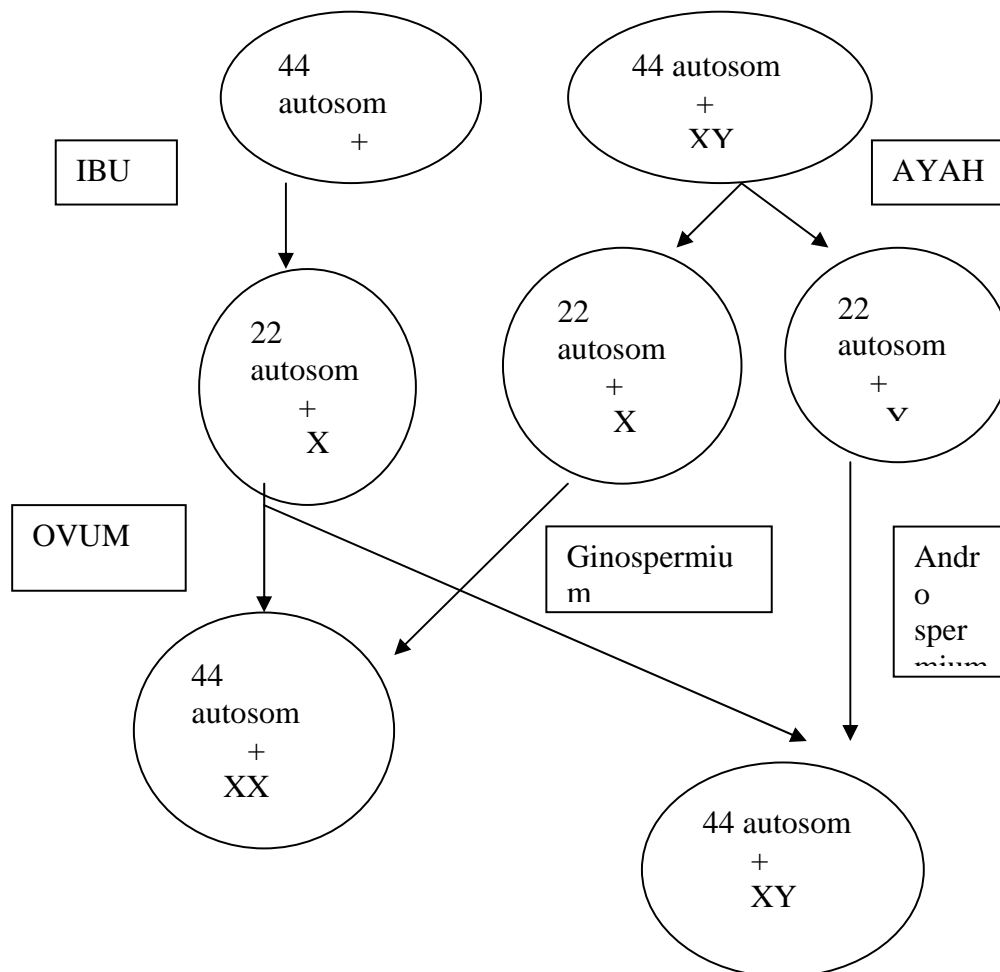 44
autosom
+
44 autosom
+
XY
IBU
AYAH
22
autosom
+
X
22
autosom
+
X
22
autosom
+
OVUM
Ginospermiu
m
Andr
o
sper
mium
44
autosom
+
XX
44 autosom
+
XY